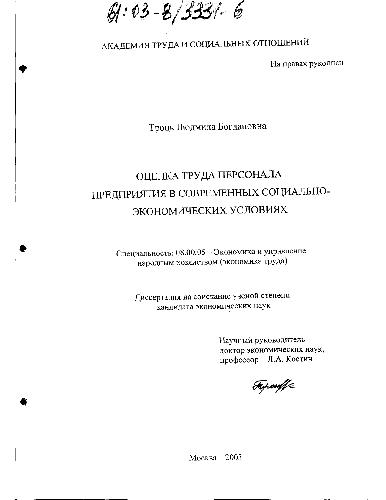 61:03-8/3331-6
АКАДЕМИЯ ТРУДА И СОЦИАЛЬНЫХ ОТНОШЕНИЙ
На правах рукописи
Троць Людмила Богдановна
ОЦЕНКА ТРУДА ПЕРСОНАЛА
ПРЕДПРИЯТИЯ В СОВРЕМЕННЫХ СОЦИАЛЬНО-
ЭКОНОМИЧЕСКИХ УСЛОВИЯХ
Специальность: 08.00.05 - Экономика и управление
народным хозяйством (экономика труда)
Диссертация на соискание ученой степени
кандидата экономических наук
Научный руководитель
доктор экономических наук,
профессор Л.А. Костин
Москва - 2003